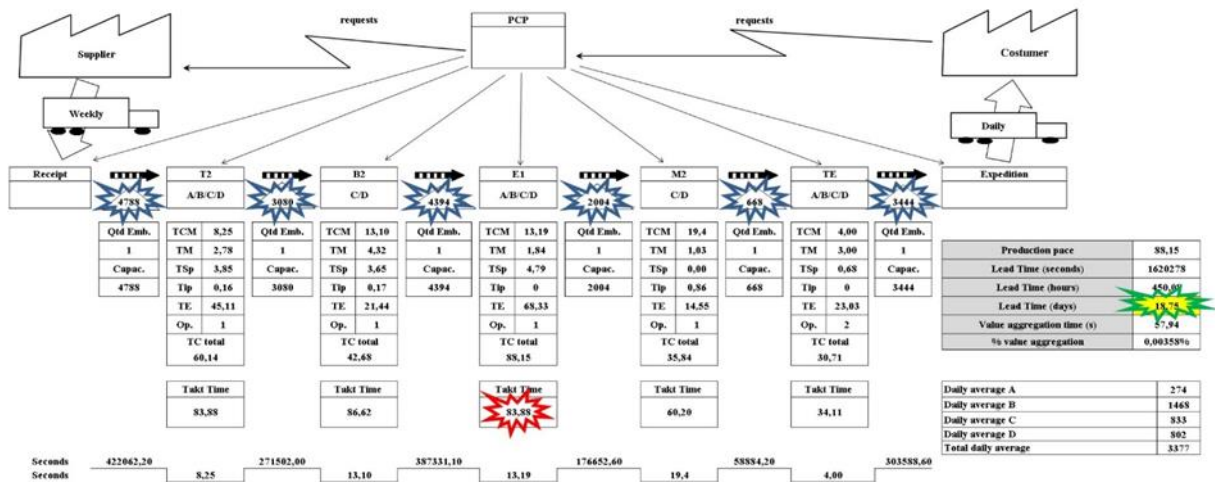 requests
PCP
requests
Supplier
Costumer
Weekly
Daily
Receipt
T2
B2
E1
M2
TE
Expedition
A/B/C/D
C/D
A/B/C/D
C/D
A/B/C/D
4788
3080
4394
2004
668
3444
Qtd Emb.
1
Capac.
4788
TCM 8,25
TM 2,78
TSp 3,85
Tip 0,16
TE 45,11
Op. 1
TC total
60,14
Takt Time
83,88
Qtd Emb.
1
Capac.
3080
TCM 13,10
TM 4,32
TSp 3,65
Tip 0,17
TE 21,44
Op. 1
TC total
42,68
Takt Time
86,62
Qtd Emb.
1
Capac.
4394
TCM 13,19
TM 1,84
TSp 4,79
Tip 0
TE 68,33
Op. 1
TC total
88,15
Takt Time
83,88
Qtd Emb.
1
Capac.
2004
TCM 19,4
TM 1,03
TSp 0,00
Tip 0,86
TE 14,55
Op. 1
TC total
35,84
Takt Time
60,20
Qtd Emb.
1
Capac.
668
TCM 4,00
TM 3,00
TSp 0,68
Tip 0
TE 23,03
Op. 2
TC total
30,71
Takt Time
34,11
Qtd Emb.
1
Capac.
3444
Production pace 88,15
Lead Time (seconds) 1620278
Lead Time (hours) 450,08
Lead Time (days) 18,75
Value aggregation time (s) 57,94
% value aggregation 0,00358%
Daily average A 274
Daily average B 1468
Daily average C 833
Daily average D 802
Total daily average 3377
Seconds 422062,20 271502,00 387331,10 176652,60 58884,20 303588,60
Seconds 8,25 13,10 13,19 19,4 4,00